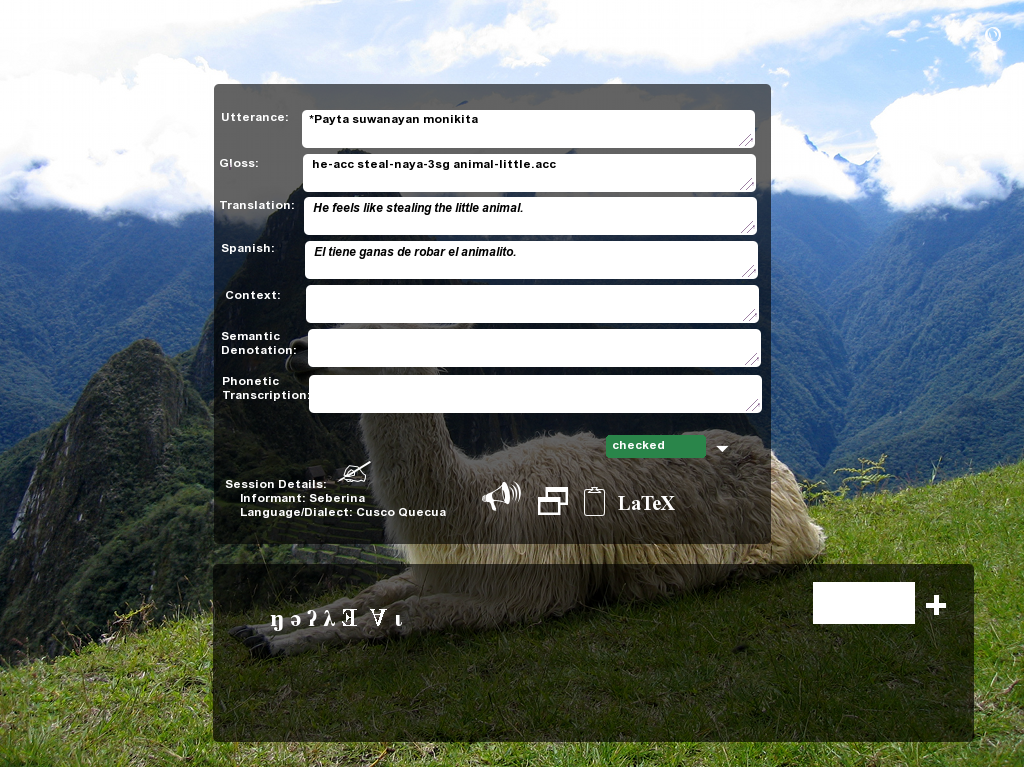 Utterance: *Payta suwanayan monikita
Gloss: he-acc steal-naya-3sg animal-little.acc
Translation: He feels like stealing the little animal.
Spanish: El tiene ganas de robar el animalito.
Context:
Semantic
Denotation:
Phonetic
Transcription:
checked
Session Details:
Informant: Seberina
Language/Dialect: Cusco Quecua
LaTeX
ŋ ə ʔ ʎ ∃ ∀ ɩ
+